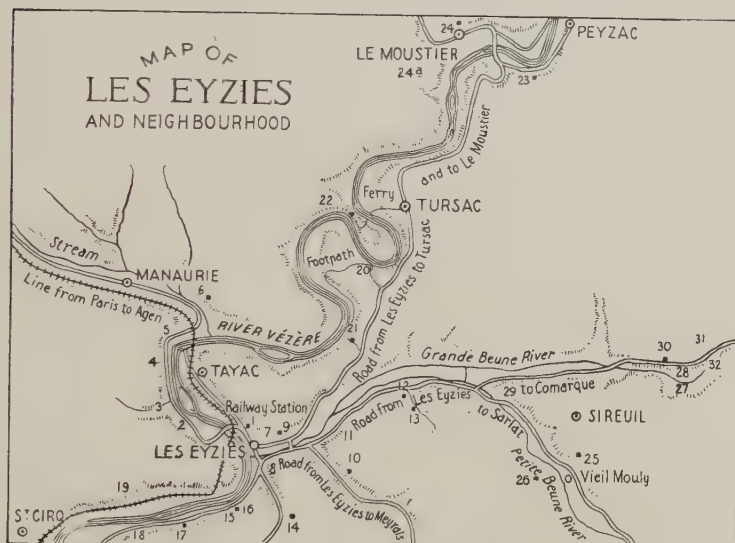 MAP OF
LES EYZIES
AND NEIGHBOURHOOD
24
LE MOUSTIER
24a
PEYZAC
23
and to Le Moustier
Ferry
22
TURSAC
Footpath
20
Stream
MANAURIE
6
Line from Paris to Agen
RIVER VÉZÈRE
21
Road from Les Eyzies to Tursac
5
4
TAYAC
3
2
Railway Station
1
7
9
LES EYZIES
8
Grande Beune River
30
31
32
28
27
12
Road from Les Eyzies to Sarlat
13
29 to Comarque
SIREUIL
11
10
Road from Les Eyzies to Meyrals
25
26
Vieil Mouly
Petite Beune River
19
ST CIRQ
18
17
15
16
14